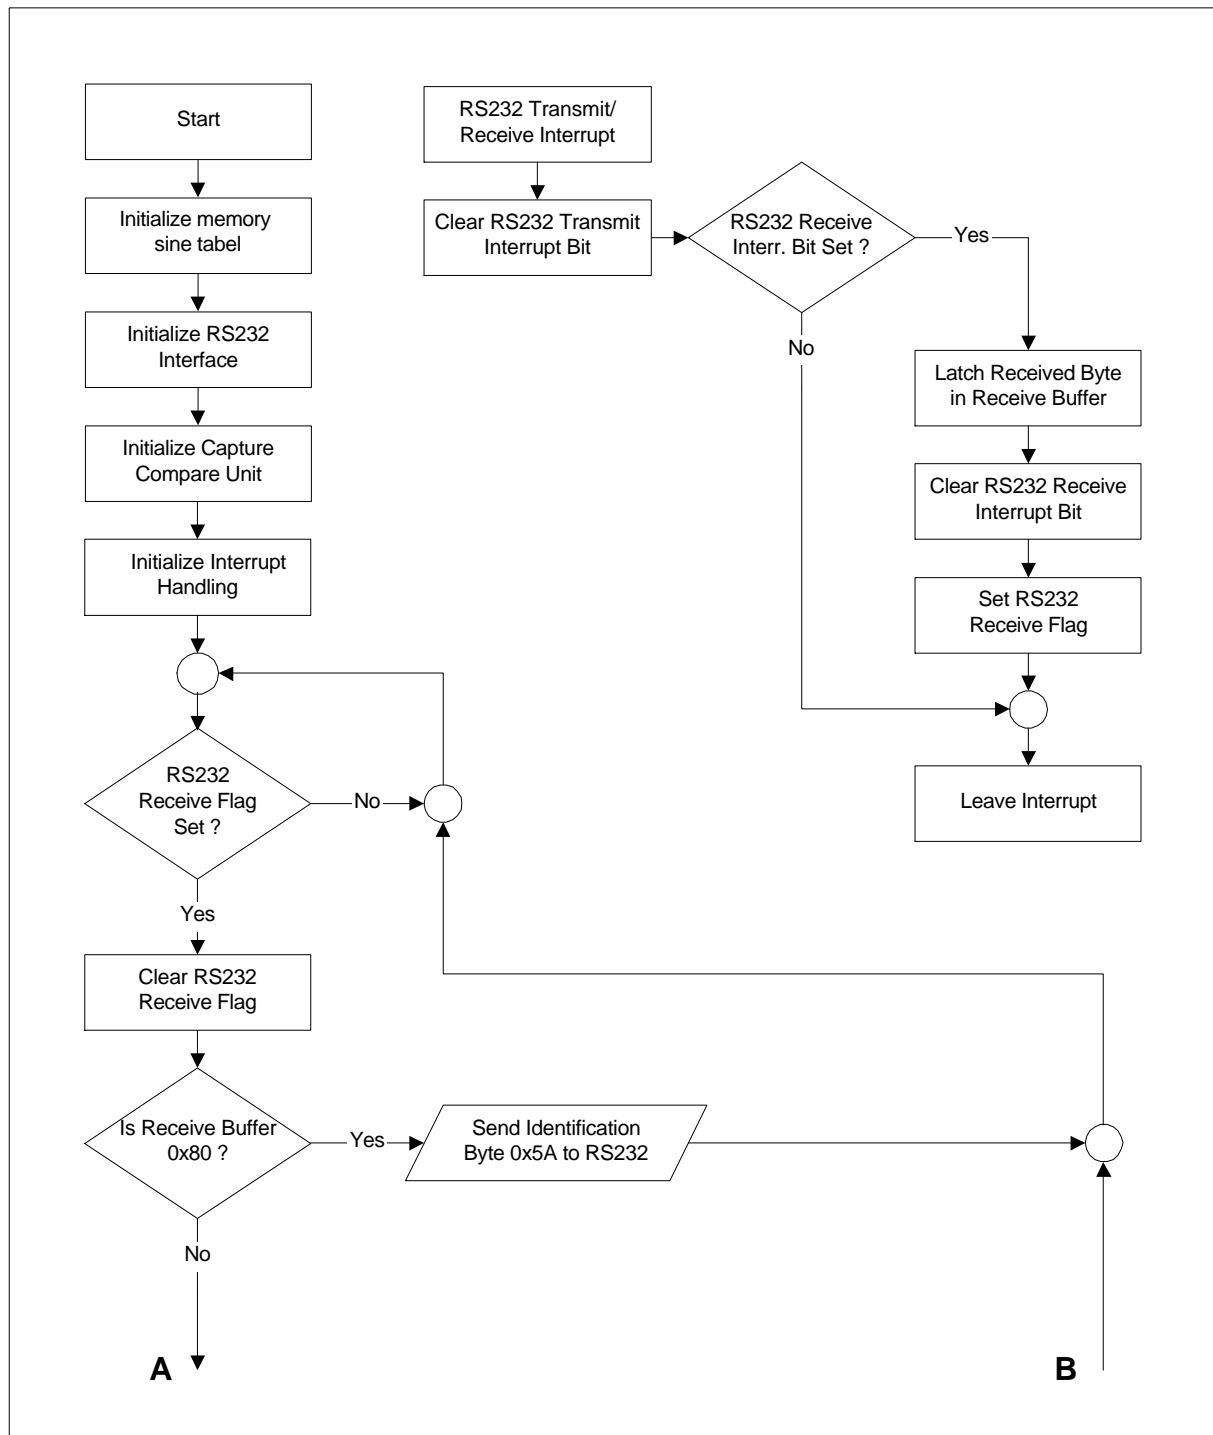 Start
Initialize memory
sine tabel
Initialize RS232
Interface
Initialize Capture
Compare Unit
Initialize Interrupt
Handling
RS232
Receive Flag
Set ?
No
Yes
Clear RS232
Receive Flag
Is Receive Buffer
0x80 ?
Yes
Send Identification
Byte 0x5A to RS232
No
A
B
RS232 Transmit/
Receive Interrupt
Clear RS232 Transmit
Interrupt Bit
RS232 Receive
Interr. Bit Set ?
Yes
No
Latch Received Byte
in Receive Buffer
Clear RS232 Receive
Interrupt Bit
Set RS232
Receive Flag
Leave Interrupt